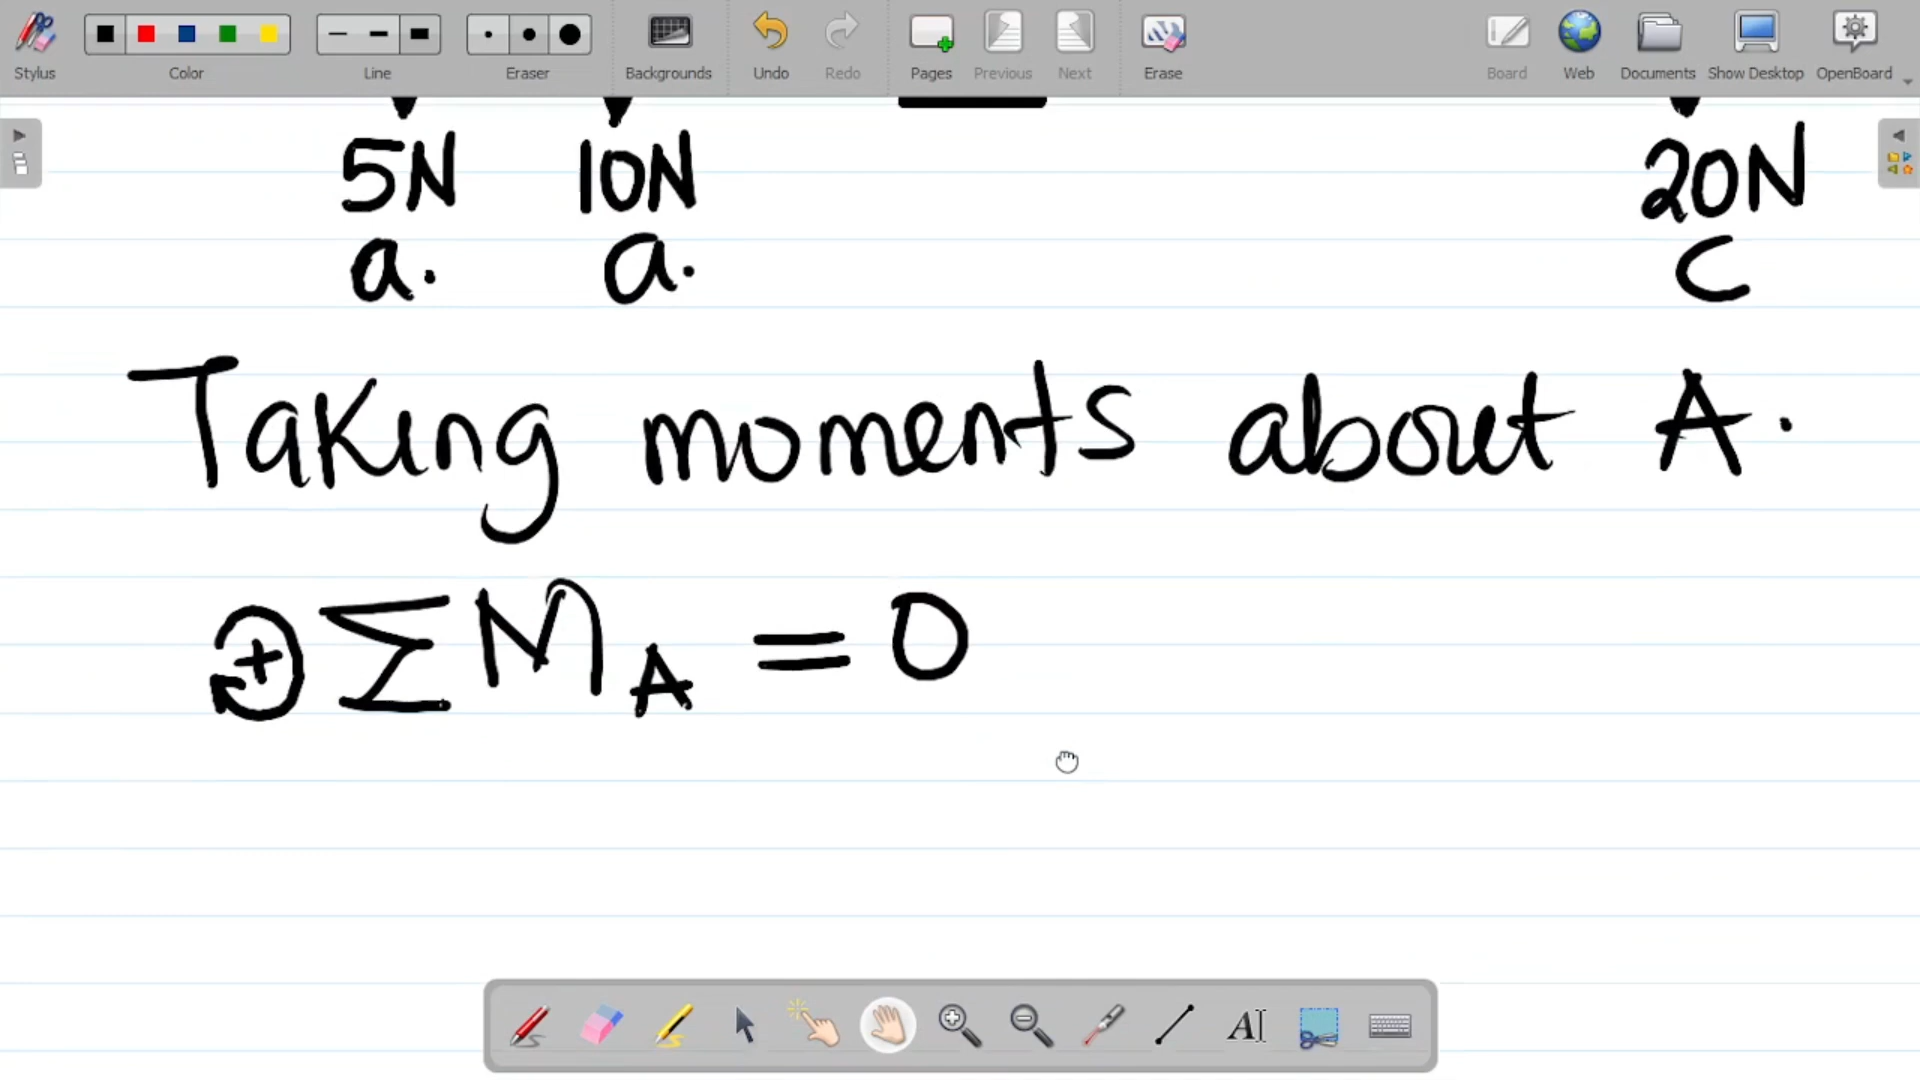 Stylus Color Line Eraser Backgrounds Undo Redo Pages Previous Next Erase Board Web Documents Show Desktop OpenBoard
5N 10N 20N
a. a. C
Taking moments about A.
+ ΣM_A = 0